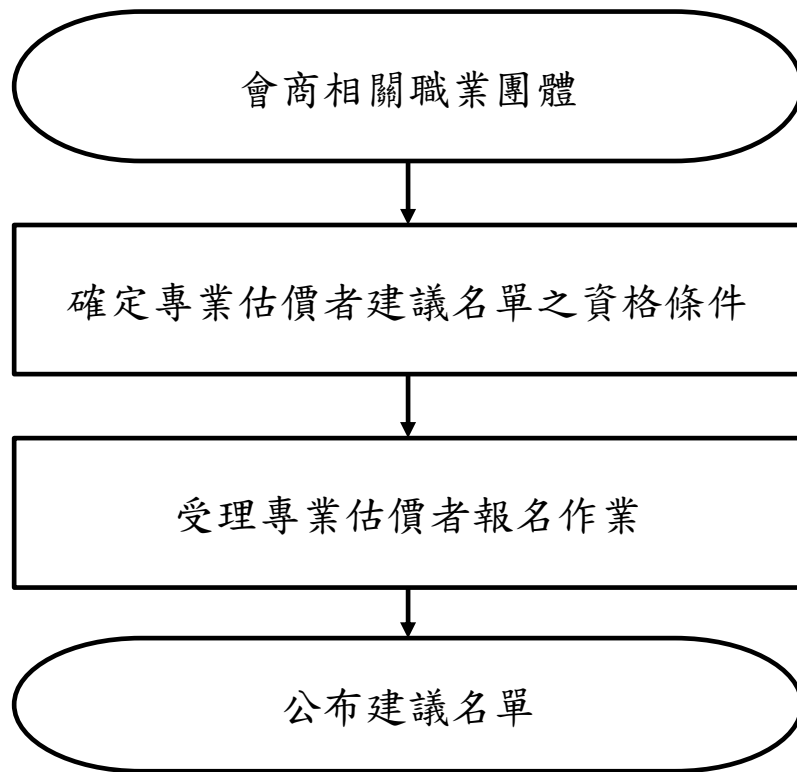 會商相關職業團體
確定專業估價者建議名單之資格條件
受理專業估價者報名作業
公布建議名單